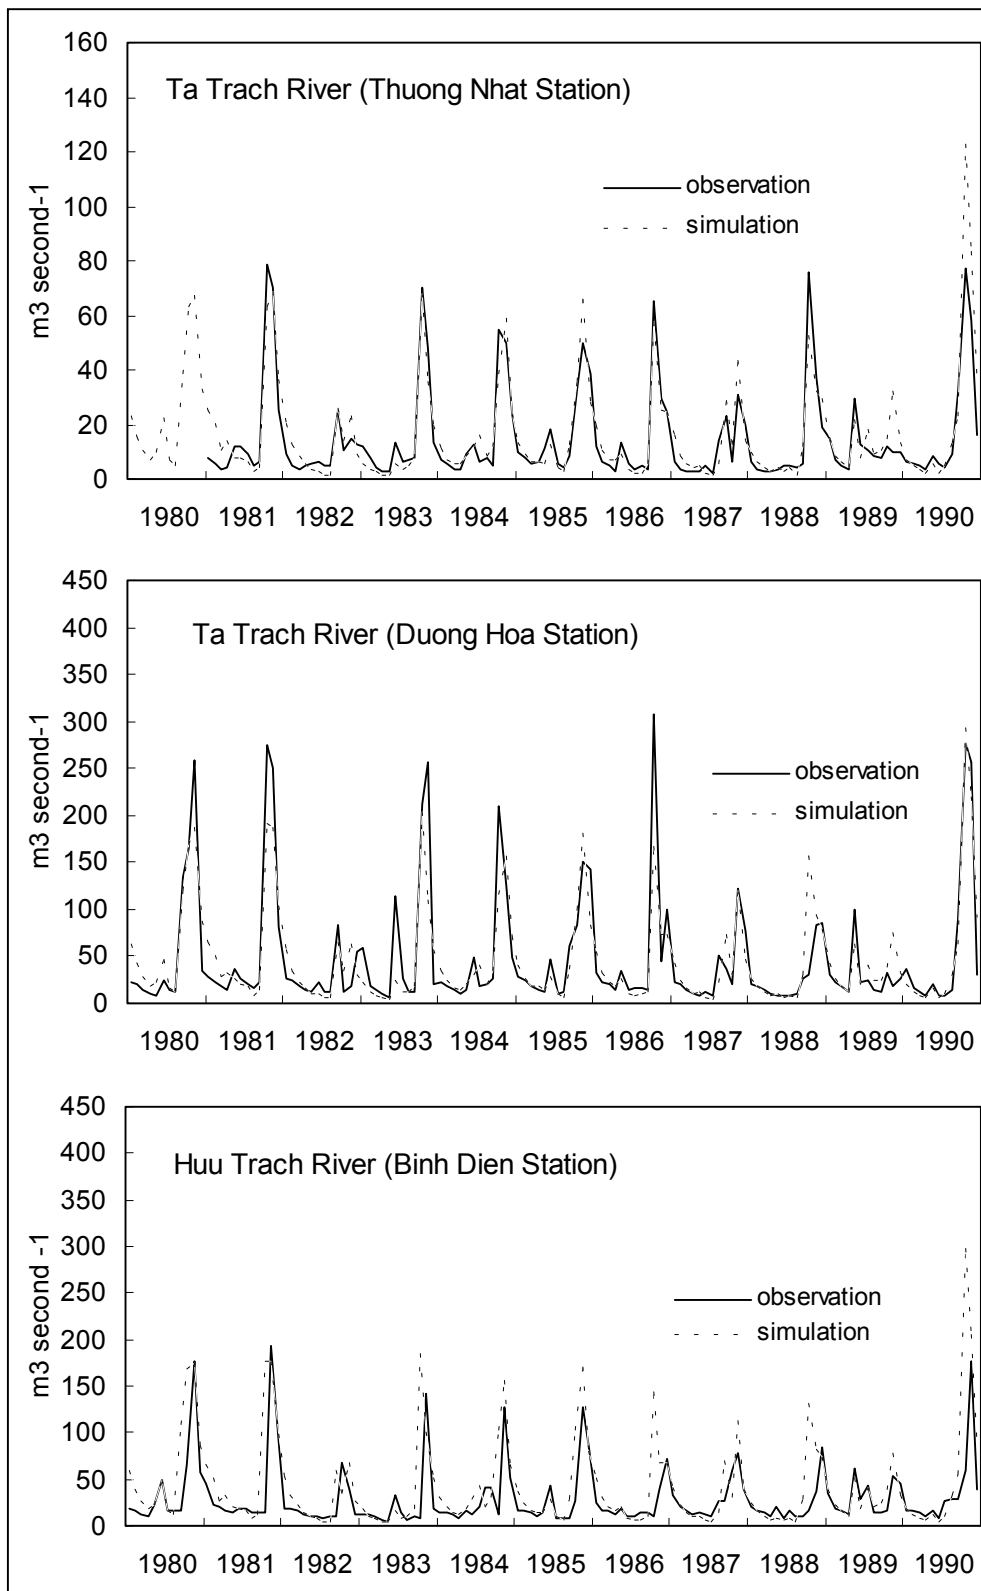 160
140
120
100
80
60
40
20
0
m3 second-1
Ta Trach River (Thuong Nhat Station)
observation
simulation
1980 1981 1982 1983 1984 1985 1986 1987 1988 1989 1990
450
400
350
300
250
200
150
100
50
0
m3 second-1
Ta Trach River (Duong Hoa Station)
observation
simulation
1980 1981 1982 1983 1984 1985 1986 1987 1988 1989 1990
450
400
350
300
250
200
150
100
50
0
m3 second -1
Huu Trach River (Binh Dien Station)
observation
simulation
1980 1981 1982 1983 1984 1985 1986 1987 1988 1989 1990